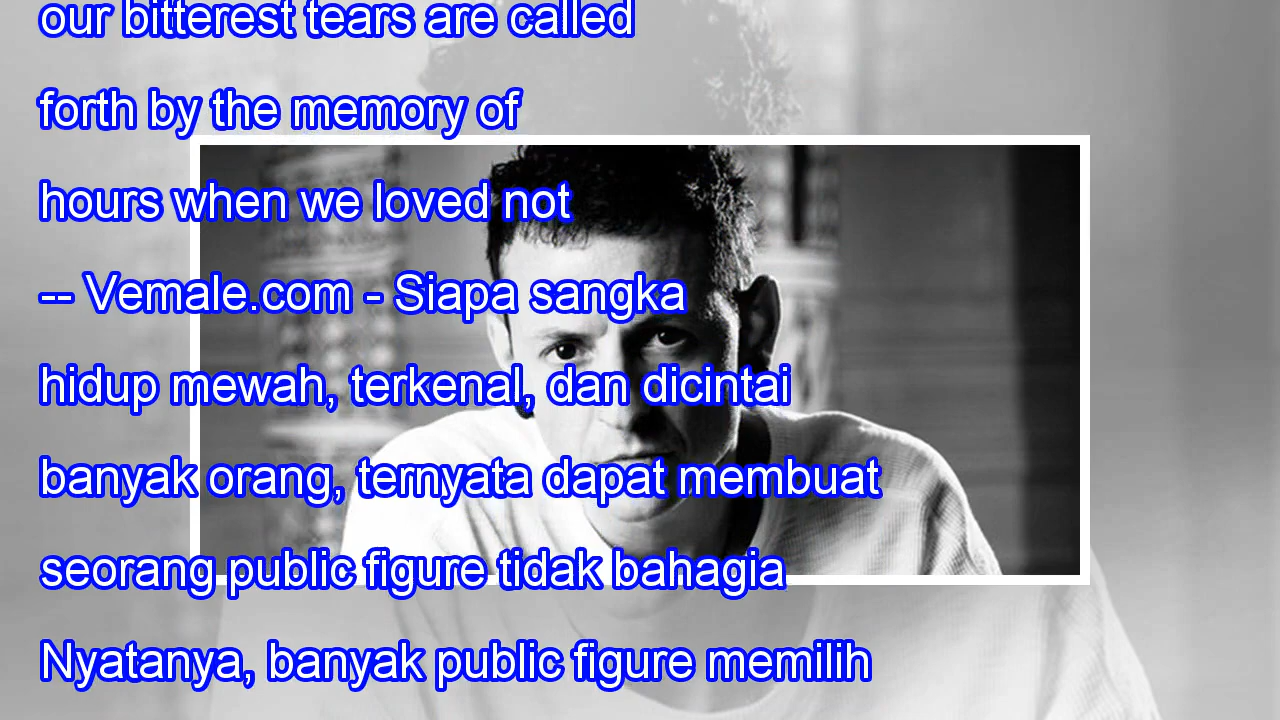 our bitterest tears are called
forth by the memory of
hours when we loved not
-- Vemale.com - Siapa sangka
hidup mewah, terkenal, dan dicintai
banyak orang, ternyata dapat membuat
seorang public figure tidak bahagia
Nyatanya, banyak public figure memilih